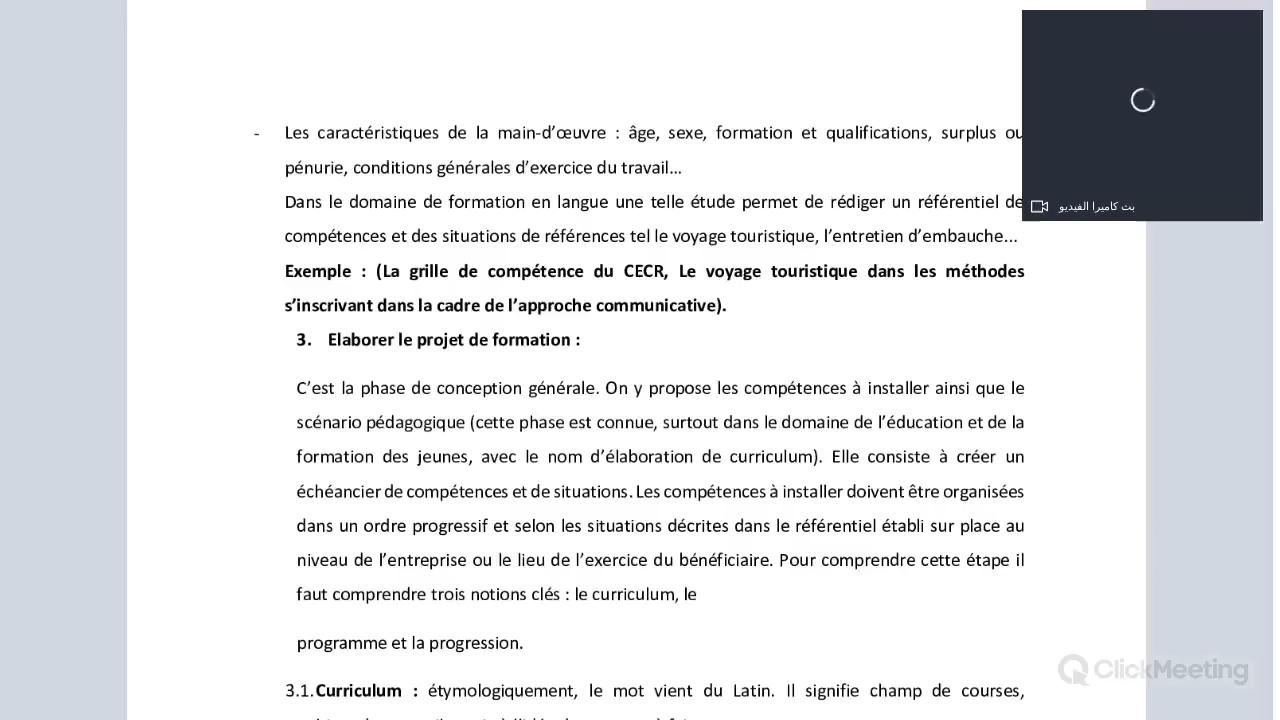 - Les caractéristiques de la main-d’œuvre : âge, sexe, formation et qualifications, surplus ou
pénurie, conditions générales d’exercice du travail…
Dans le domaine de formation en langue une telle étude permet de rédiger un référentiel de
compétences et des situations de références tel le voyage touristique, l’entretien d’embauche...
Exemple : (La grille de compétence du CECR, Le voyage touristique dans les méthodes
s’inscrivant dans la cadre de l’approche communicative).
3. Elaborer le projet de formation :
C’est la phase de conception générale. On y propose les compétences à installer ainsi que le
scénario pédagogique (cette phase est connue, surtout dans le domaine de l’éducation et de la
formation des jeunes, avec le nom d’élaboration de curriculum). Elle consiste à créer un
échéancier de compétences et de situations. Les compétences à installer doivent être organisées
dans un ordre progressif et selon les situations décrites dans le référentiel établi sur place au
niveau de l’entreprise ou le lieu de l’exercice du bénéficiaire. Pour comprendre cette étape il
faut comprendre trois notions clés : le curriculum, le
programme et la progression.
3.1. Curriculum : étymologiquement, le mot vient du Latin. Il signifie champ de courses,
بث كاميرا الفيديو
ClickMeeting